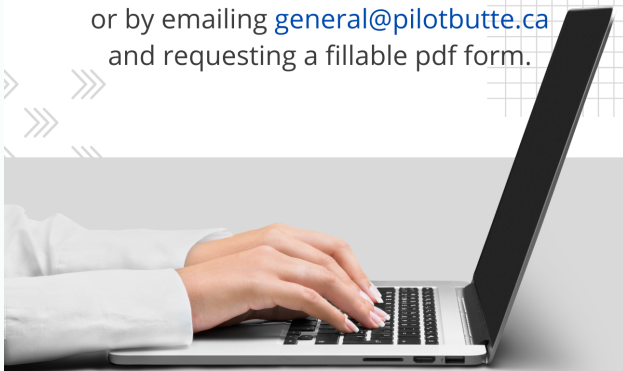 or by emailing general@pilotbutte.ca
and requesting a fillable pdf form.